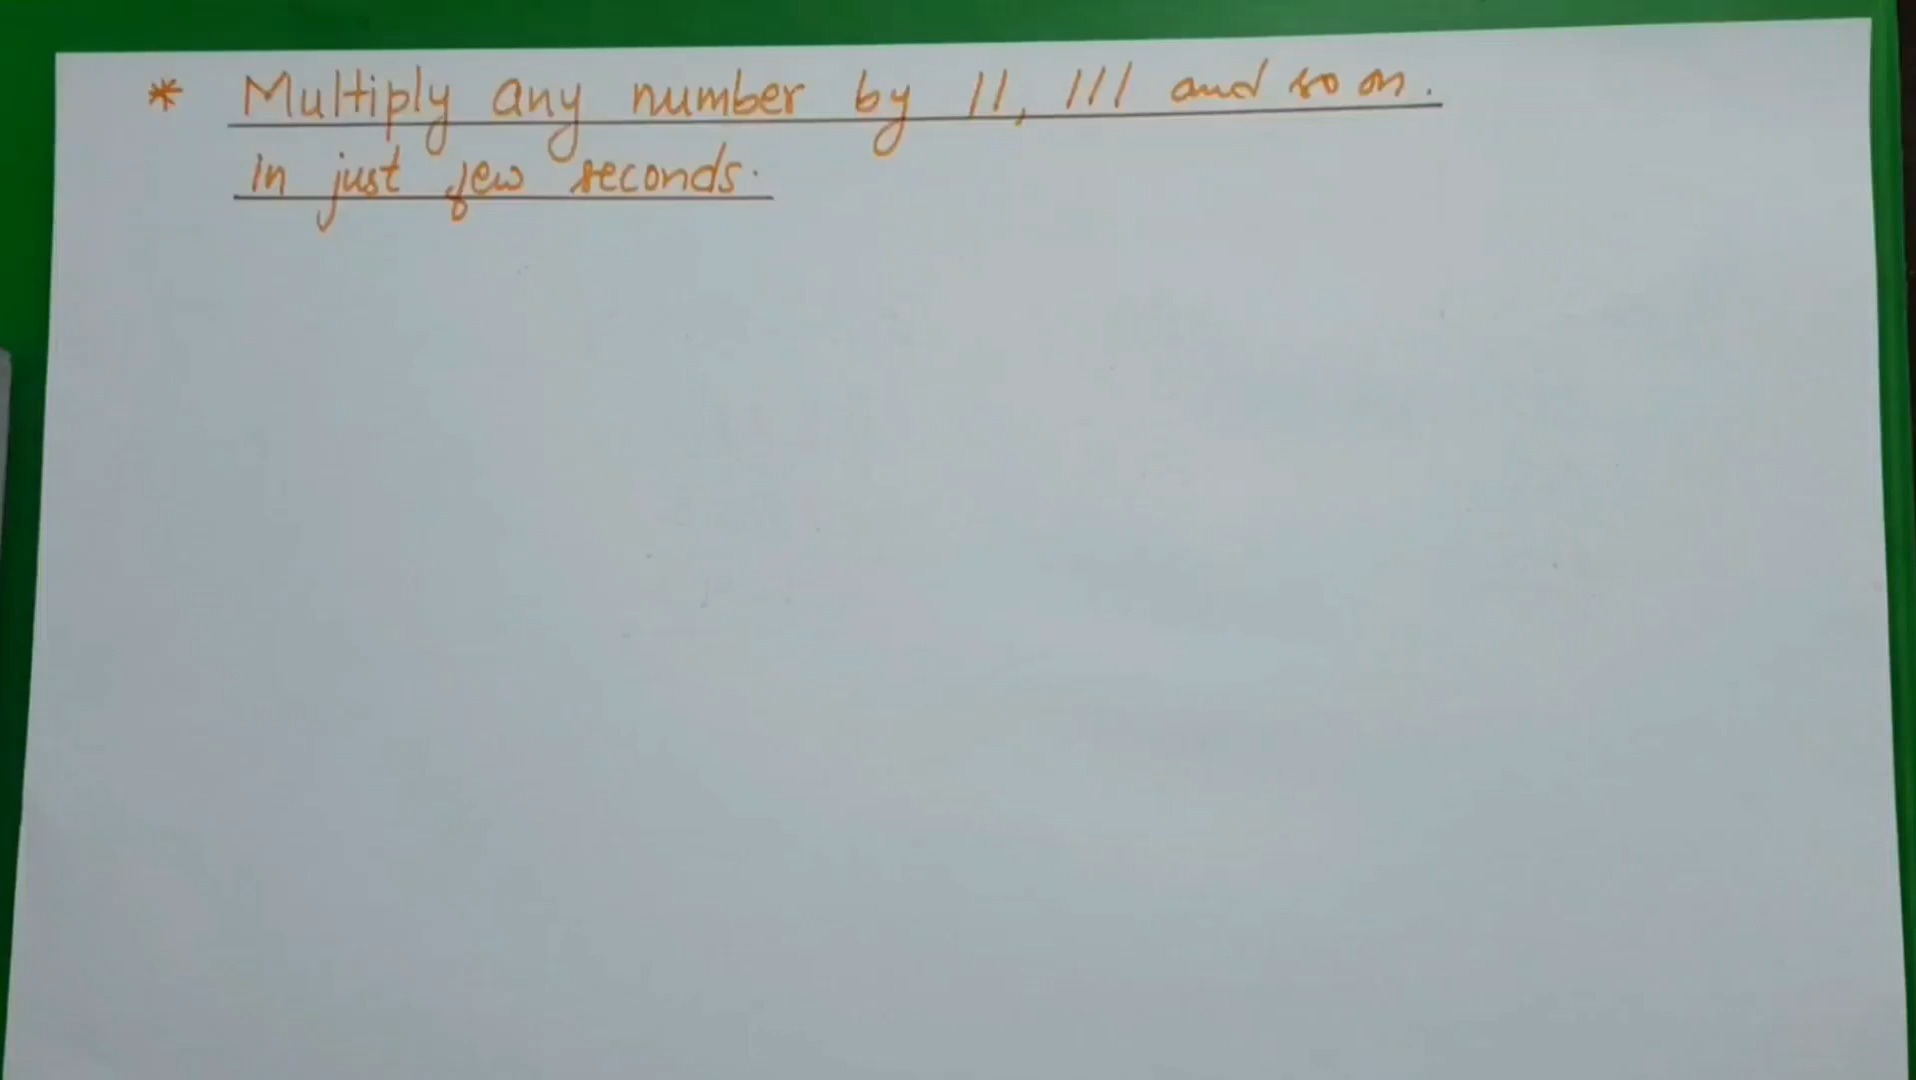 * Multiply any number by 11, 111 and so on.
in just few seconds.